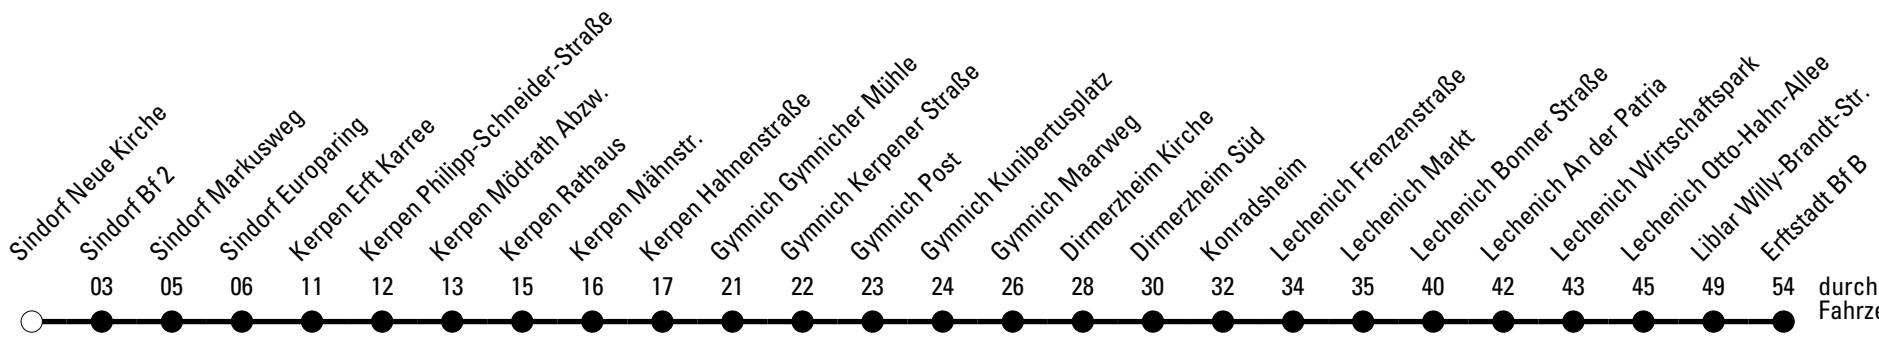 Sindorf Neue Kirche
Sindorf Bf 2
Sindorf Markusweg
Sindorf Europaring
Kerpen Erft Karree
Kerpen Philipp-Schneider-Straße
Kerpen Mödrath Abzw.
Kerpen Rathaus
Kerpen Mähnstr.
Kerpen Hahnenstraße
Gymnich Gymnicher Mühle
Gymnich Kerpener Straße
Gymnich Post
Gymnich Kunibertusplatz
Gymnich Maarweg
Dirmerzheim Kirche
Dirmerzheim Süd
Konradsheim
Lechenich Frenzenstraße
Lechenich Markt
Lechenich Bonner Straße
Lechenich An der Patria
Lechenich Wirtschaftspark
Lechenich Otto-Hahn-Allee
Liblar Willy-Brandt-Str.
Erftstadt Bf B
03 05 06 11 12 13 15 16 17 21 22 23 24 26 28 30 32 34 35 40 42 43 45 49 54 durch
Fahrze